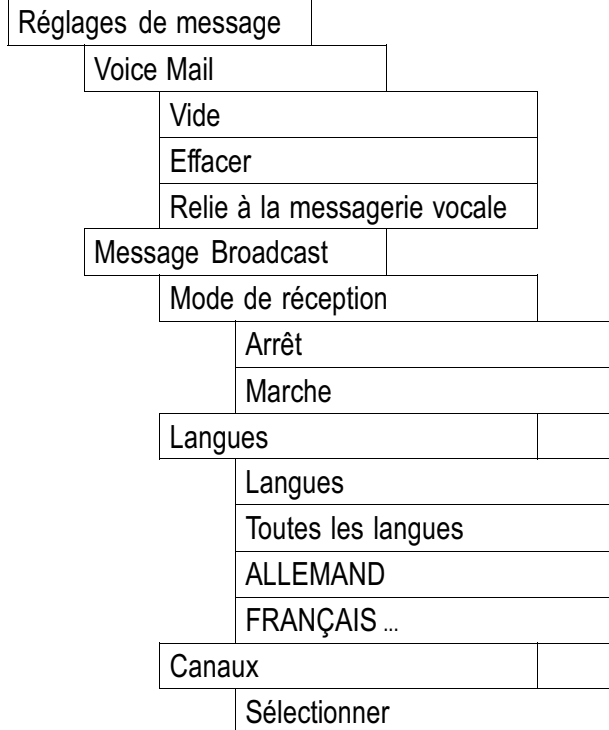 Réglages de message
Voice Mail
Vide
Effacer
Relie à la messagerie vocale
Message Broadcast
Mode de réception
Arrêt
Marche
Langues
Langues
Toutes les langues
ALLEMAND
FRANÇAIS ...
Canaux
Sélectionner